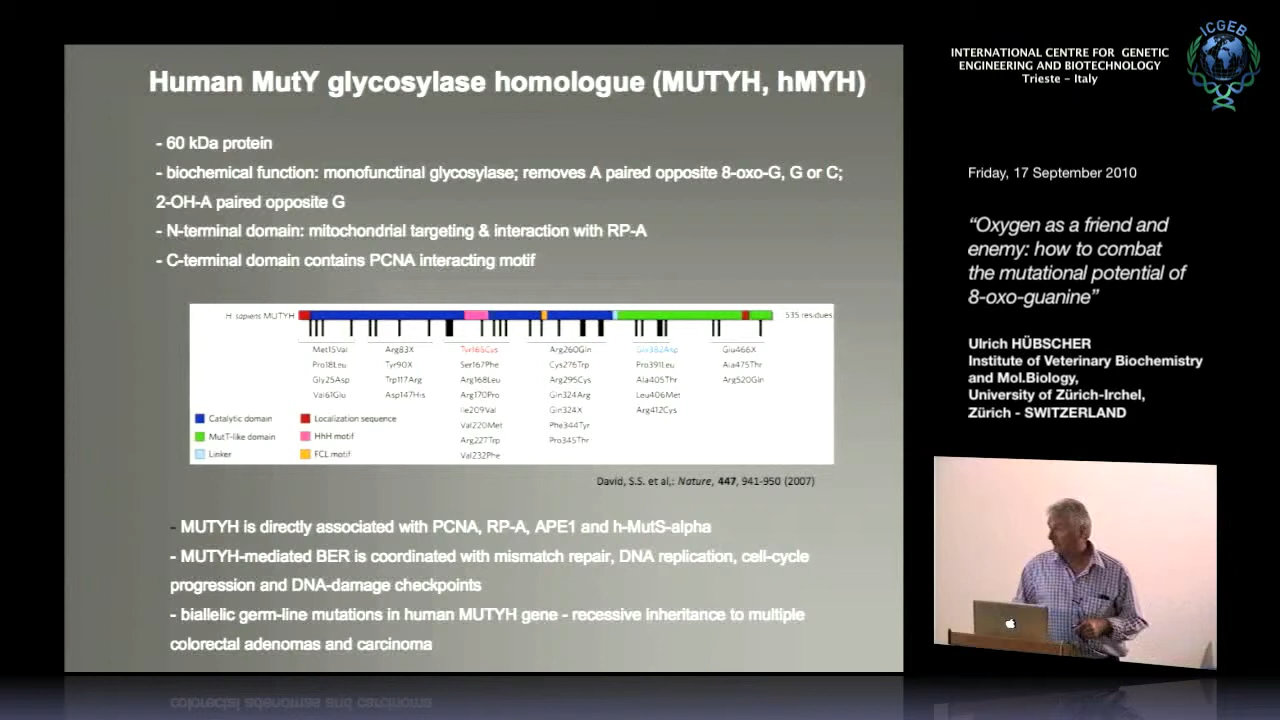 Human MutY glycosylase homologue (MUTYH, hMYH)
- 60 kDa protein
- biochemical function: monofunctinal glycosylase; removes A paired opposite 8-oxo-G, G or C;
2-OH-A paired opposite G
- N-terminal domain: mitochondrial targeting & interaction with RP-A
- C-terminal domain contains PCNA interacting motif
H sapiens MUTYH
535 residues
Met15Val
Pro18Leu
Gly25Asp
Val61Glu
Arg83X
Tyr90X
Trp117Arg
Asp147His
Tyr165Cys
Ser167Phe
Arg168Leu
Arg170Pro
Ile209Val
Val220Met
Arg227Trp
Val232Phe
Arg260Gln
Cys276Trp
Arg295Cys
Gln324Arg
Gln324X
Phe344Tyr
Pro345Thr
Gly382Asp
Pro391Leu
Ala405Thr
Leu406Met
Arg412Cys
Glu466X
Ala475Thr
Arg520Gln
Catalytic domain
MutT-like domain
Linker
Localization sequence
HhH motif
FCL motif
David, S.S. et al,: Nature, 447, 941-950 (2007)
- MUTYH is directly associated with PCNA, RP-A, APE1 and h-MutS-alpha
- MUTYH-mediated BER is coordinated with mismatch repair, DNA replication, cell-cycle
progression and DNA-damage checkpoints
- biallelic germ-line mutations in human MUTYH gene - recessive inheritance to multiple
colorectal adenomas and carcinoma
INTERNATIONAL CENTRE FOR GENETIC
ENGINEERING AND BIOTECHNOLOGY
Trieste - Italy
ICGEB
Friday, 17 September 2010
“Oxygen as a friend and
enemy: how to combat
the mutational potential of
8-oxo-guanine”
Ulrich HÜBSCHER
Institute of Veterinary Biochemistry
and Mol.Biology,
University of Zürich-Irchel,
Zürich - SWITZERLAND